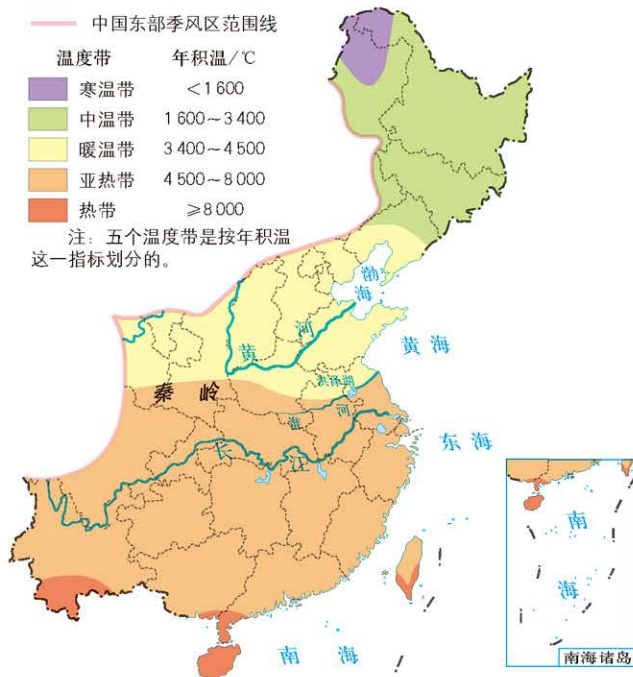 中国东部季风区范围线
温度带 年积温/℃
寒温带 <1 600
中温带 1 600~3 400
暖温带 3 400~4 500
亚热带 4 500~8 000
热带 ≥8 000
注：五个温度带是按年积温
这一指标划分的。
渤海
黄河
黄海
洪泽湖
秦岭
淮河
东海
长江
南海
南海
南海诸岛